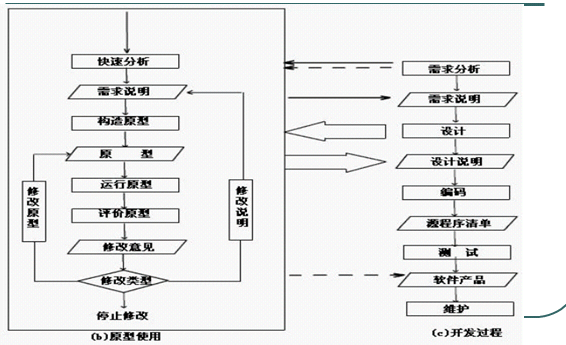 快速分析
需求说明
构造原型
原 型
运行原型
评价原型
修改意见
修改类型
停止修改
修改原型
修改说明
(b)原型使用
需求分析
需求说明
设计
设计说明
编码
源程序清单
测 试
软件产品
維护
(c)开发过程